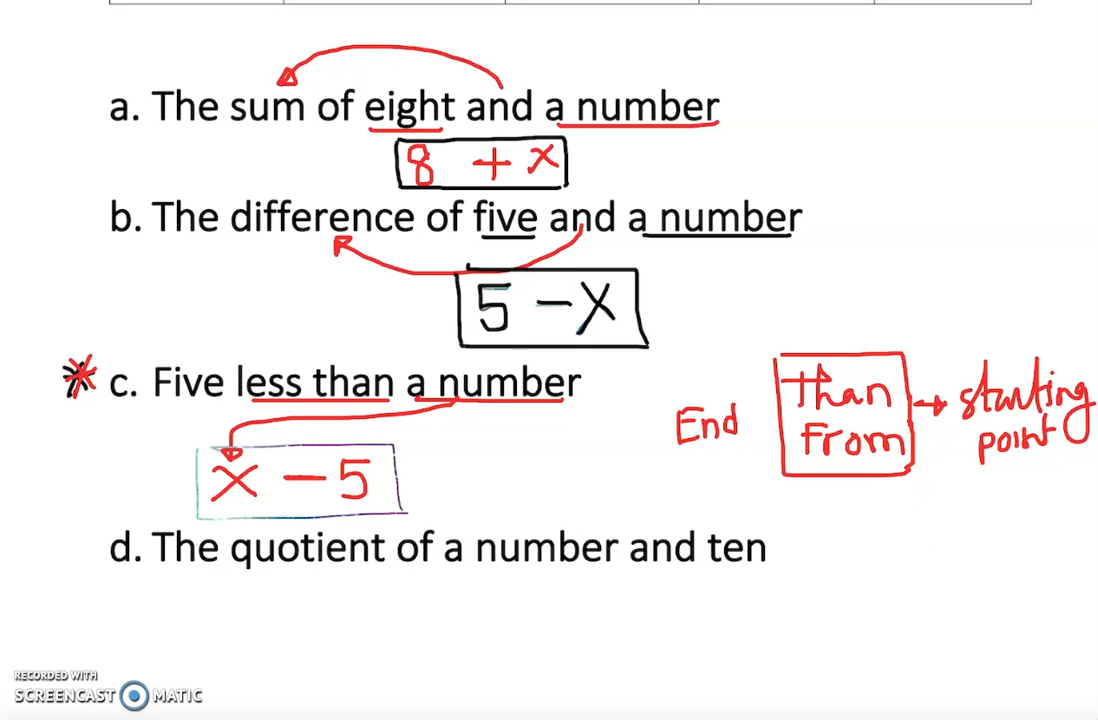 a. The sum of eight and a number
8 + x
b. The difference of five and a number
5 - x
* c. Five less than a number
End than from → starting point
x - 5
d. The quotient of a number and ten
RECORDED WITH
SCREENCAST MATIC